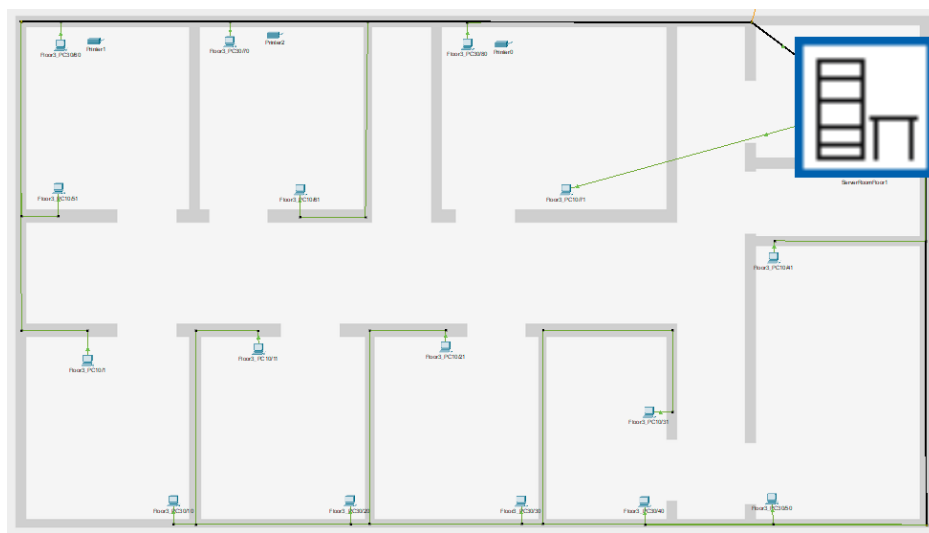 Floor3_PC30/60
Printer1
Floor3_PC30/70
Printer2
Floor3_PC30/80
Printer0
Floor3_PC10/51
Floor3_PC10/61
Floor3_PC10/71
ServerRoomFloor1
Floor3_PC10/41
Floor3_PC10/1
Floor3_PC10/11
Floor3_PC10/21
Floor3_PC10/31
Floor3_PC30/10
Floor3_PC30/20
Floor3_PC30/30
Floor3_PC30/40
Floor3_PC30/50